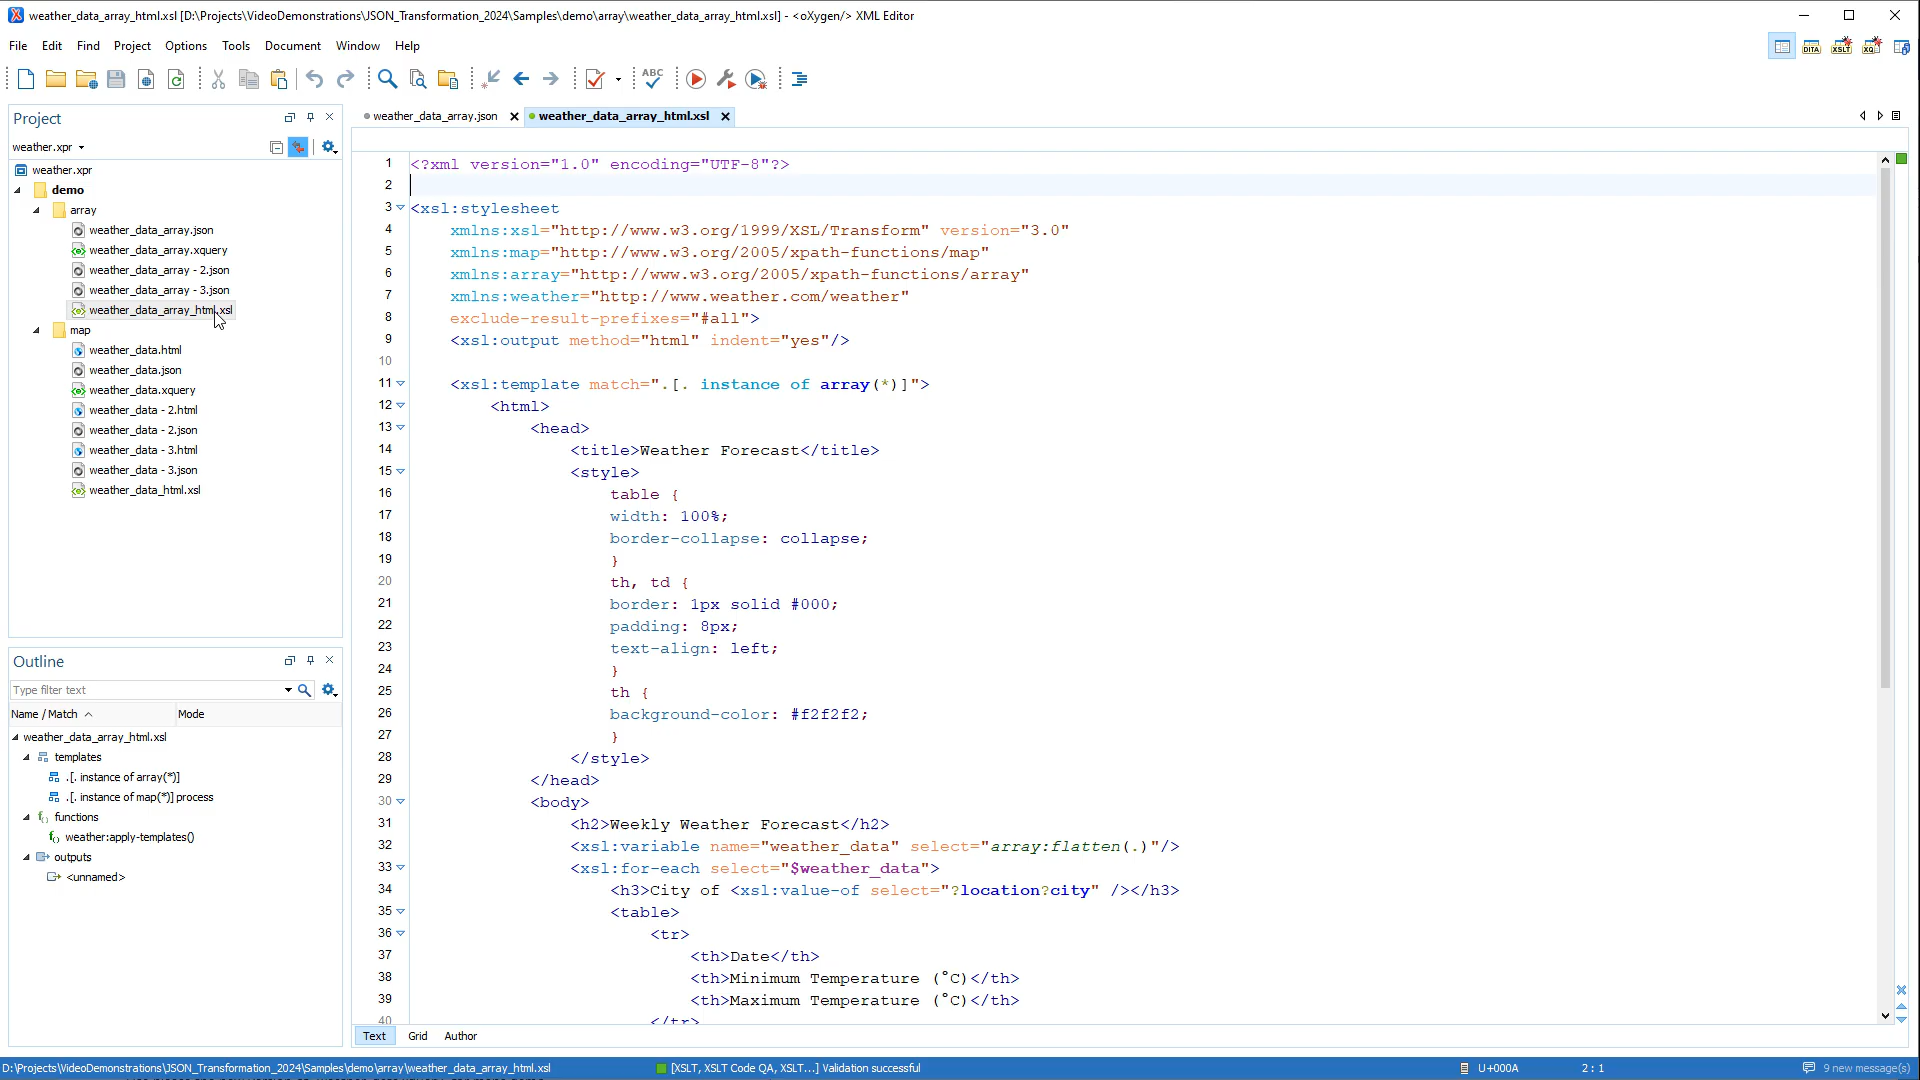 weather_data_array_html.xsl [D:\Projects\VideoDemonstrations\JSON_Transformation_2024\Samples\demo\array\weather_data_array_html.xsl] - <oXygen/> XML Editor
File Edit Find Project Options Tools Document Window Help
DITA XSLT XQ
ABC
Project
weather_data_array.json
weather_data_array_html.xsl
weather.xpr
weather.xpr
demo
array
weather_data_array.json
weather_data_array.xquery
weather_data_array - 2.json
weather_data_array - 3.json
weather_data_array_html.xsl
map
weather_data.html
weather_data.json
weather_data.xquery
weather_data - 2.html
weather_data - 2.json
weather_data - 3.html
weather_data - 3.json
weather_data_html.xsl
Outline
Type filter text
Name / Match Mode
weather_data_array_html.xsl
templates
.[. instance of array(*)]
.[. instance of map(*)] process
functions
weather:apply-templates()
outputs
<unnamed>
1 <?xml version="1.0" encoding="UTF-8"?>
2
3 <xsl:stylesheet
4 xmlns:xsl="http://www.w3.org/1999/XSL/Transform" version="3.0"
5 xmlns:map="http://www.w3.org/2005/xpath-functions/map"
6 xmlns:array="http://www.w3.org/2005/xpath-functions/array"
7 xmlns:weather="http://www.weather.com/weather"
8 exclude-result-prefixes="#all">
9 <xsl:output method="html" indent="yes"/>
10
11 <xsl:template match=".[. instance of array(*)]">
12 <html>
13 <head>
14 <title>Weather Forecast</title>
15 <style>
16 table {
17 width: 100%;
18 border-collapse: collapse;
19 }
20 th, td {
21 border: 1px solid #000;
22 padding: 8px;
23 text-align: left;
24 }
25 th {
26 background-color: #f2f2f2;
27 }
28 </style>
29 </head>
30 <body>
31 <h2>Weekly Weather Forecast</h2>
32 <xsl:variable name="weather_data" select="array:flatten(.)"/>
33 <xsl:for-each select="$weather_data">
34 <h3>City of <xsl:value-of select="?location?city" /></h3>
35 <table>
36 <tr>
37 <th>Date</th>
38 <th>Minimum Temperature (˚C)</th>
39 <th>Maximum Temperature (˚C)</th>
40 </tr>
Text Grid Author
D:\Projects\VideoDemonstrations\JSON_Transformation_2024\Samples\demo\array\weather_data_array_html.xsl
[XSLT, XSLT Code QA, XSLT...] Validation successful
U+000A
2 : 1
9 new message(s)